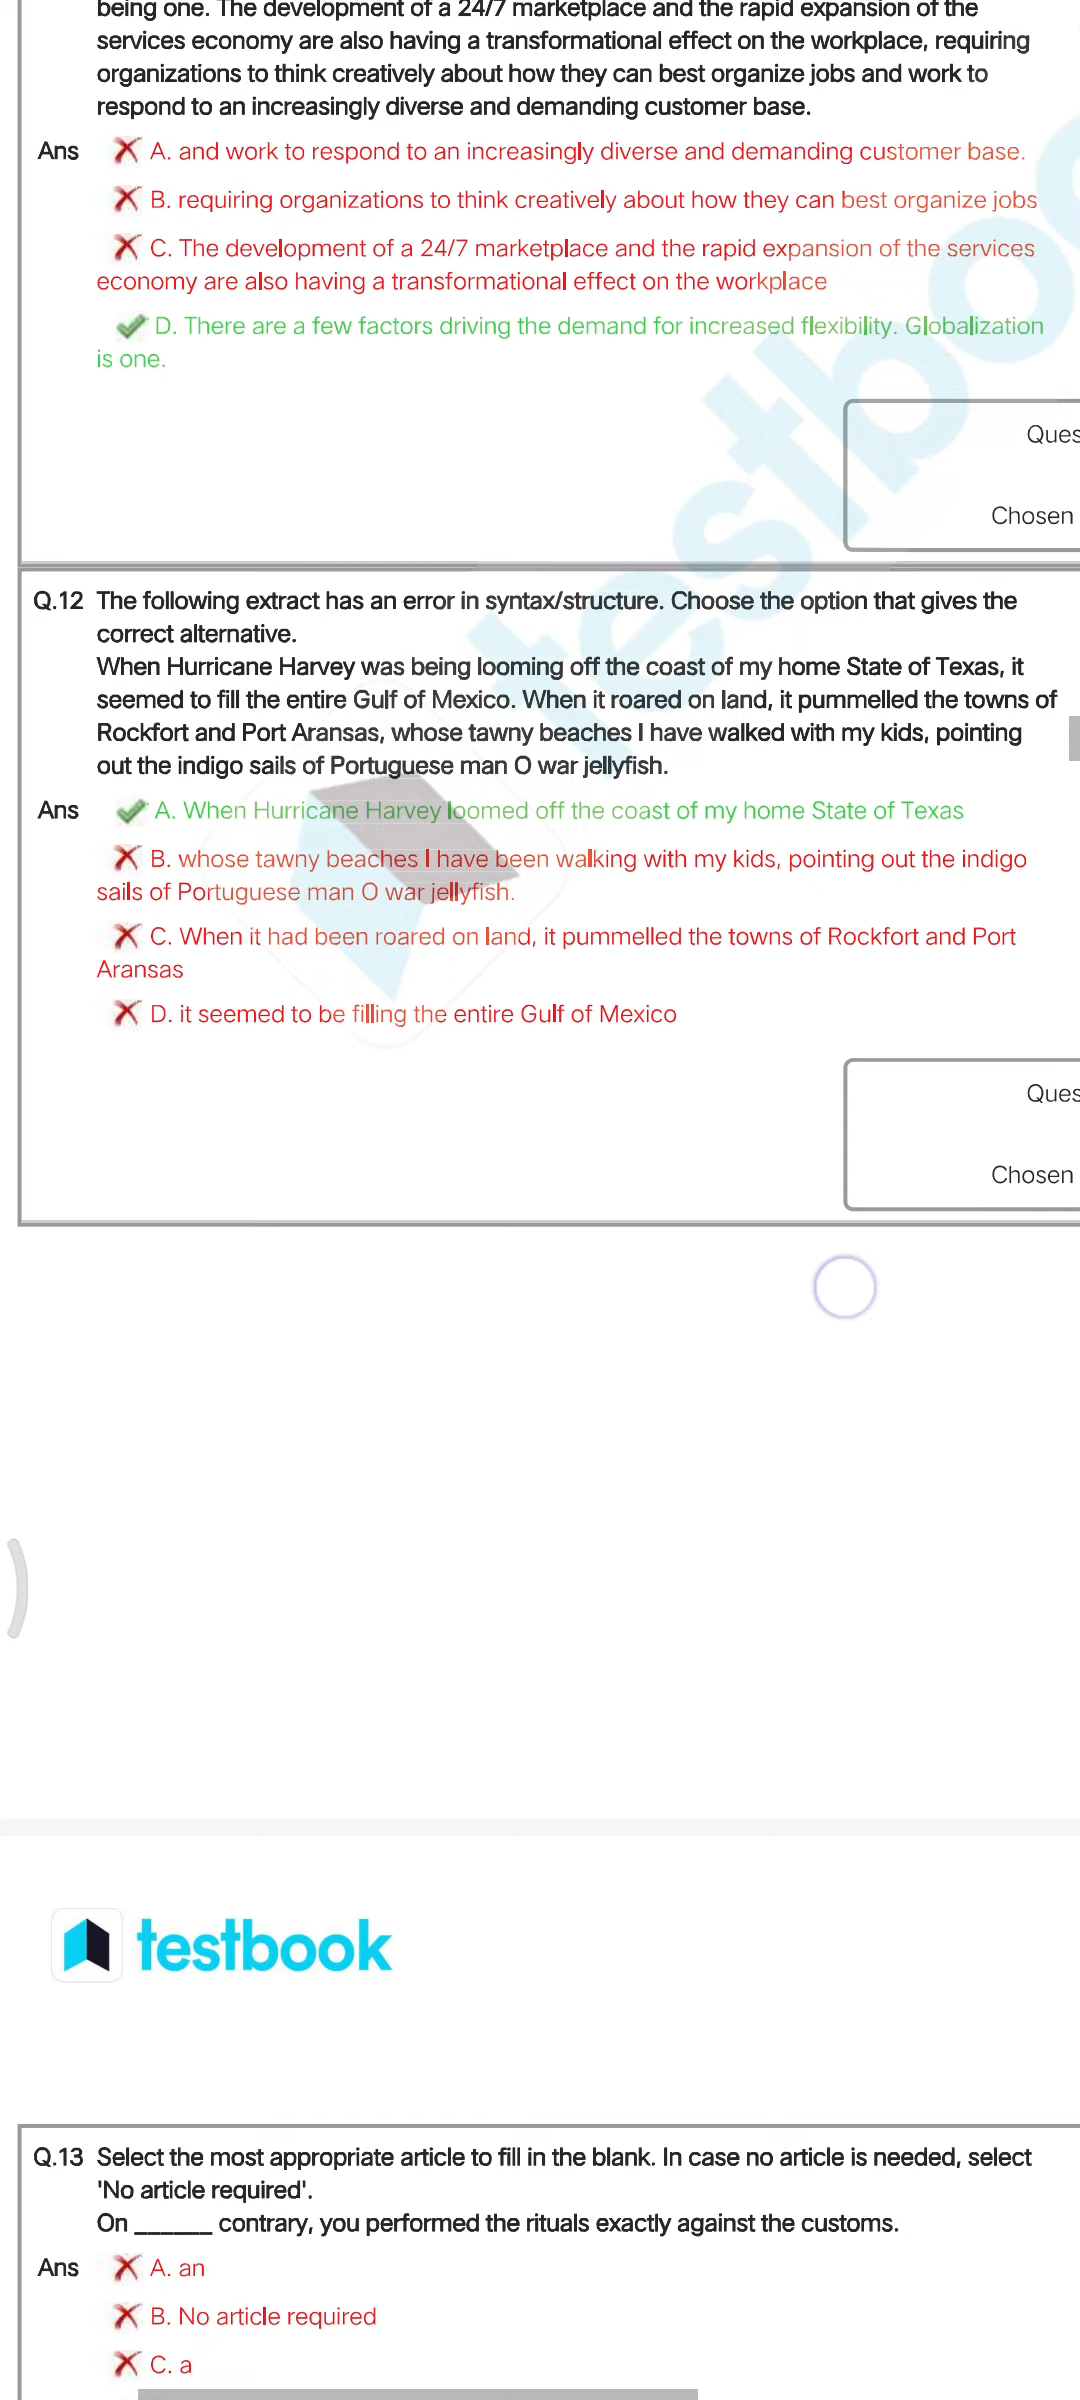 being one. The development of a 24/7 marketplace and the rapid expansion of the
services economy are also having a transformational effect on the workplace, requiring
organizations to think creatively about how they can best organize jobs and work to
respond to an increasingly diverse and demanding customer base.
Ans A. and work to respond to an increasingly diverse and demanding customer base.
B. requiring organizations to think creatively about how they can best organize jobs
C. The development of a 24/7 marketplace and the rapid expansion of the services
economy are also having a transformational effect on the workplace
D. There are a few factors driving the demand for increased flexibility. Globalization
is one.
Ques
Chosen
Q.12 The following extract has an error in syntax/structure. Choose the option that gives the
correct alternative.
When Hurricane Harvey was being looming off the coast of my home State of Texas, it
seemed to fill the entire Gulf of Mexico. When it roared on land, it pummelled the towns of
Rockfort and Port Aransas, whose tawny beaches I have walked with my kids, pointing
out the indigo sails of Portuguese man O war jellyfish.
Ans A. When Hurricane Harvey loomed off the coast of my home State of Texas
B. whose tawny beaches I have been walking with my kids, pointing out the indigo
sails of Portuguese man O war jellyfish.
C. When it had been roared on land, it pummelled the towns of Rockfort and Port
Aransas
D. it seemed to be filling the entire Gulf of Mexico
Ques
Chosen
testbook
Q.13 Select the most appropriate article to fill in the blank. In case no article is needed, select
'No article required'.
On ______ contrary, you performed the rituals exactly against the customs.
Ans A. an
B. No article required
C. a